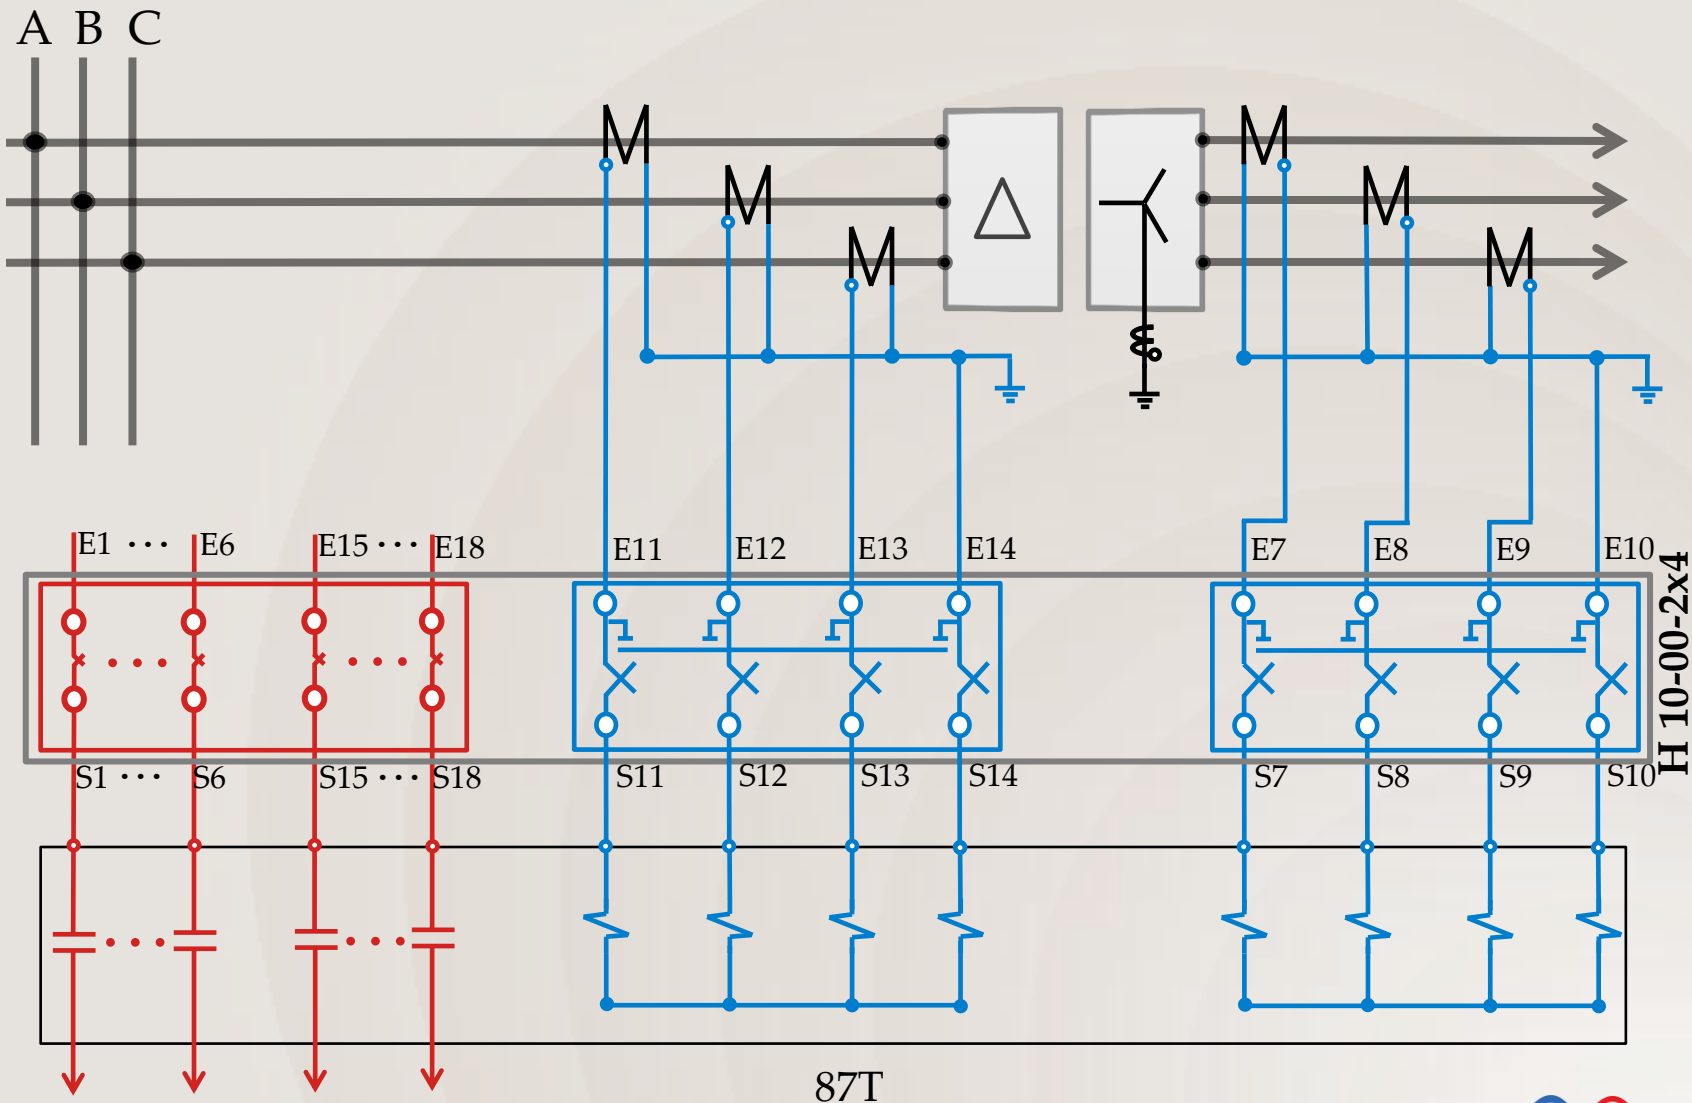 A B C
E1 ... E6 E15 ... E18 E11 E12 E13 E14 E7 E8 E9 E10
H 10-00-2x4
S1 ... S6 S15 ... S18 S11 S12 S13 S14 S7 S8 S9 S10
87T